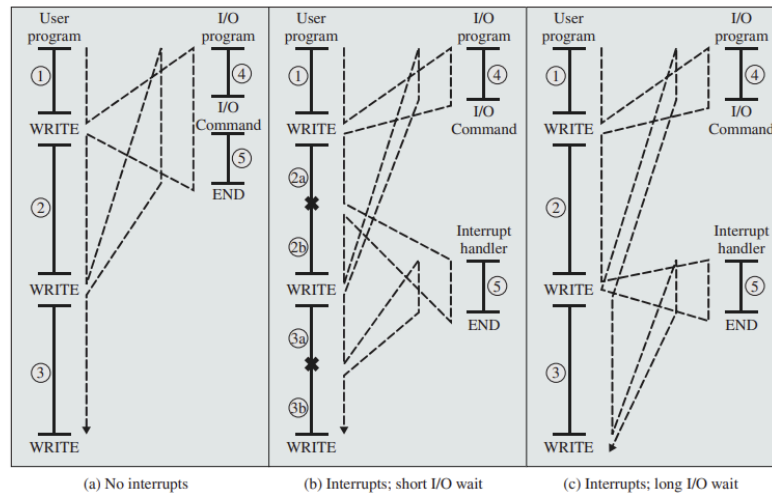 User
program
I/O
program
①
④
I/O
Command
WRITE
⑤
②
END
WRITE
③
WRITE
(a) No interrupts
User
program
I/O
program
①
④
I/O
Command
WRITE
2a
2b
Interrupt
handler
⑤
WRITE
END
3a
3b
WRITE
(b) Interrupts; short I/O wait
User
program
I/O
program
①
④
I/O
Command
WRITE
②
Interrupt
handler
⑤
WRITE
END
③
WRITE
(c) Interrupts; long I/O wait